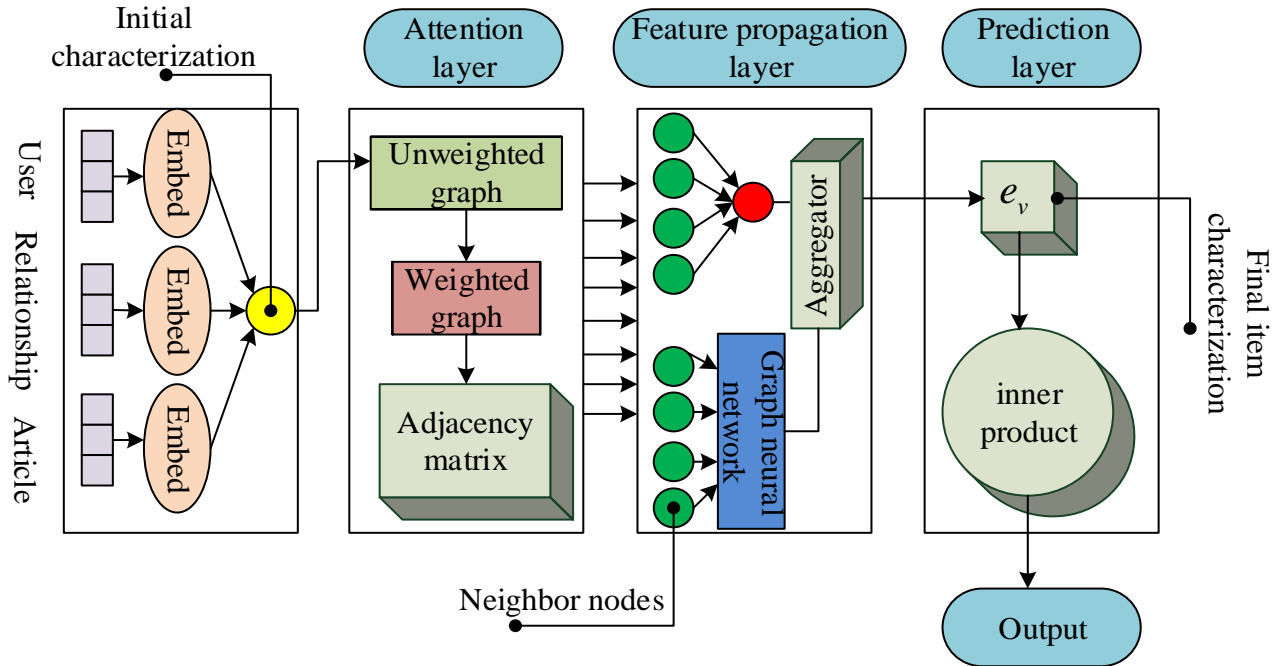 Initial
characterization
Attention
layer
Feature propagation
layer
Prediction
layer
User
Relationship
Article
Embed
Embed
Embed
Unweighted
graph
Weighted
graph
Adjacency
matrix
Aggregator
Graph neural
network
Neighbor nodes
e_v
inner
product
Final item
characterization
Output